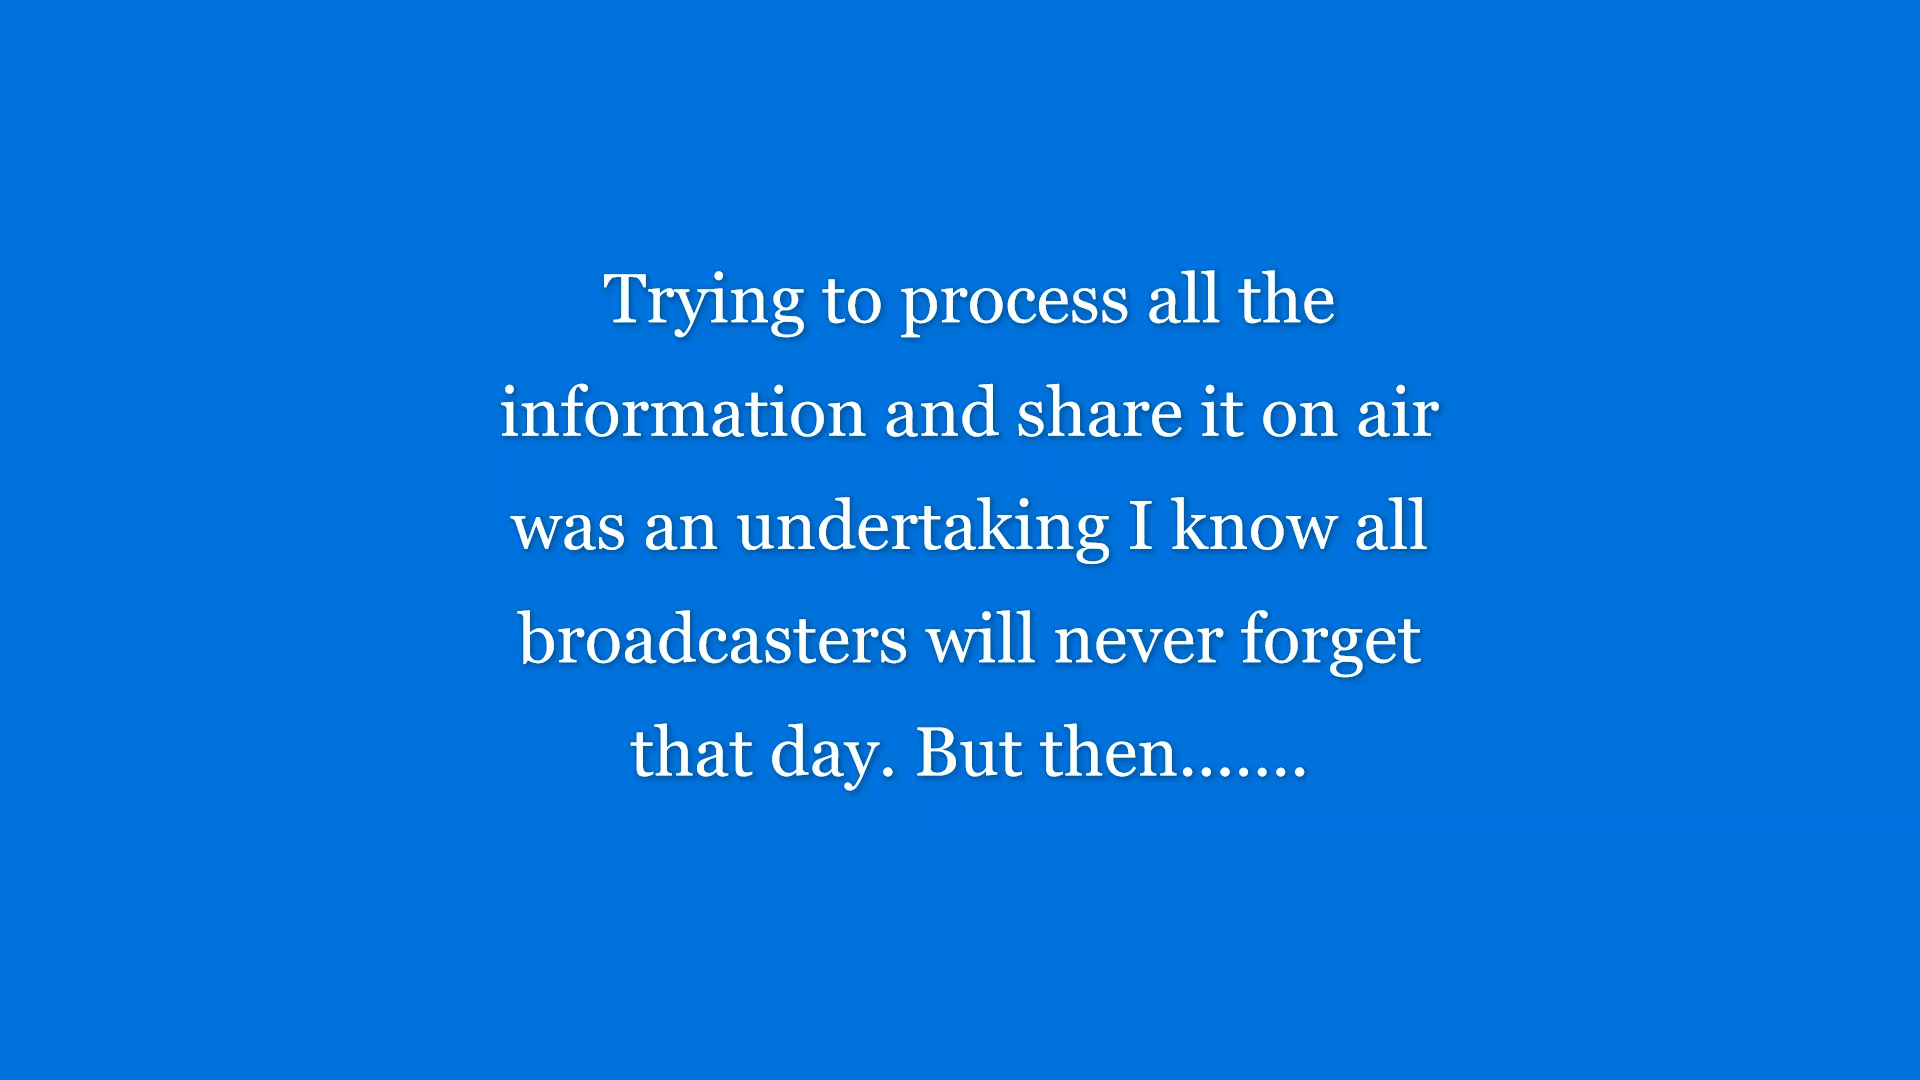 Trying to process all the
information and share it on air
was an undertaking I know all
broadcasters will never forget
that day. But then.......